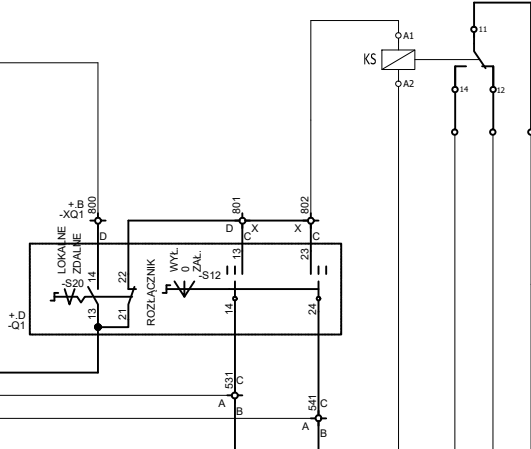 11
A1
KS
A2
14
12
+.B
-XQ1
800
801
802
D
D
X
X
C
C
LOKALNE
ZDALNE
14
22
ROZŁĄCZNIK
WYŁ.
0
ZAŁ.
13
23
-S20
-S12
+.D
-Q1
13
21
14
24
531
C
A
B
541
C
A
B